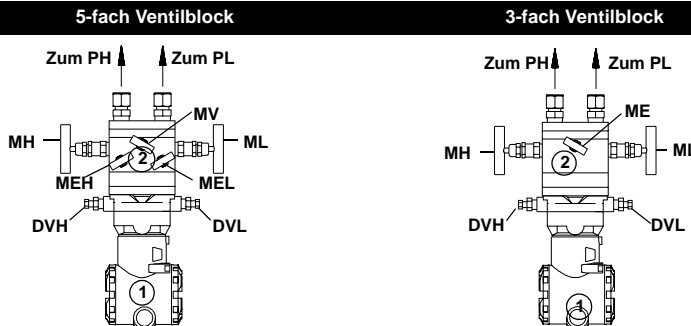 5-fach Ventilblock
Zum PH
Zum PL
MV
MH
ML
2
MEH
MEL
DVH
DVL
1
3-fach Ventilblock
Zum PH
Zum PL
ME
MH
ML
2
DVH
DVL
1